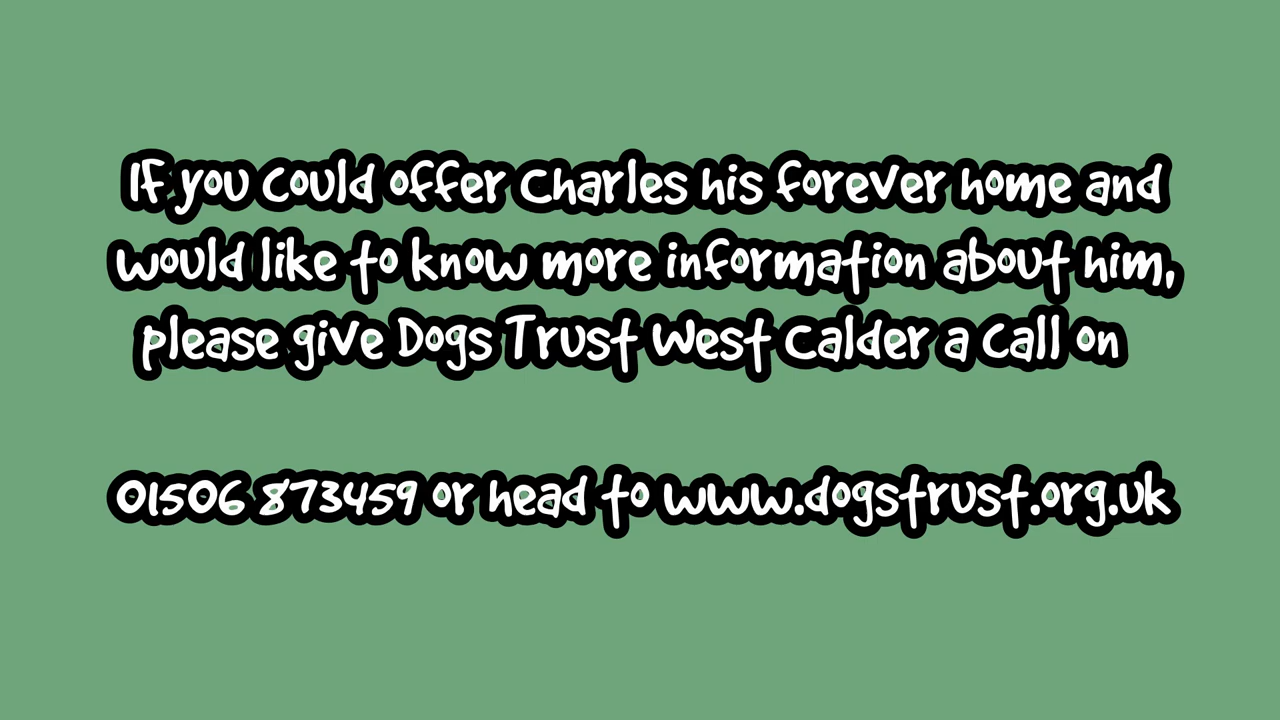 If you could offer Charles his forever home and
would like to know more information about him,
please give Dogs Trust West Calder a call on
01506 873459 or head to www.dogstrust.org.uk